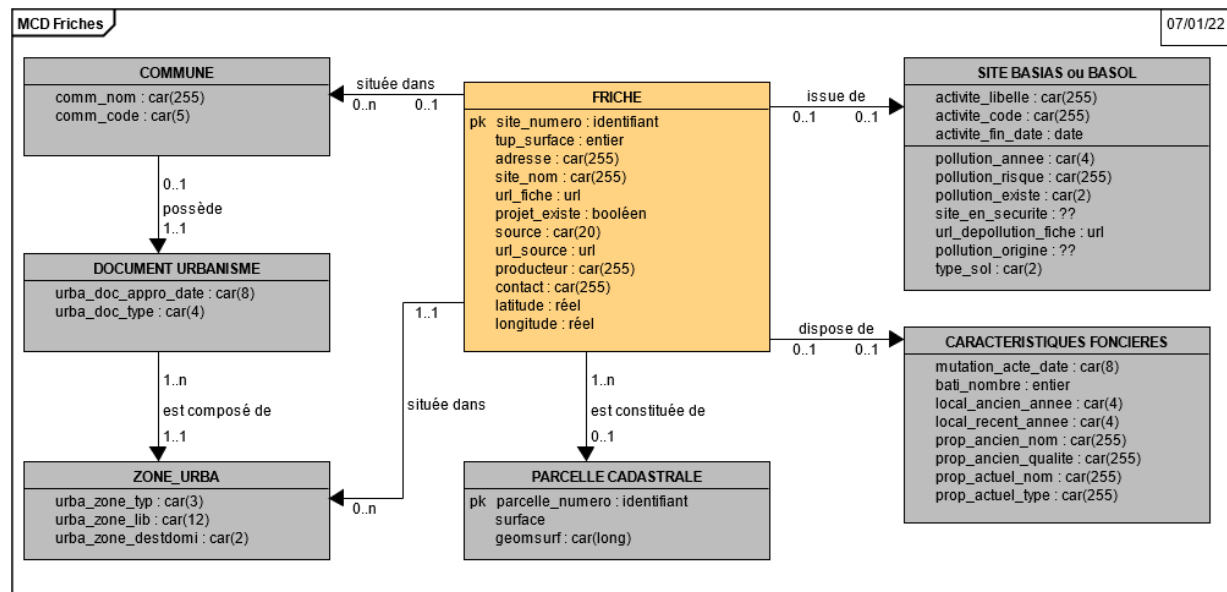 MCD Friches
07/01/22
COMMUNE
comm_nom : car(255)
comm_code : car(5)
située dans
0..n
0..1
FRICHE
pk site_numero : identifiant
tup_surface : entier
adresse : car(255)
site_nom : car(255)
url_fiche : url
projet_existe : booléen
source : car(20)
url_source : url
producteur : car(255)
contact : car(255)
latitude : réel
longitude : réel
issue de
0..1
0..1
SITE BASIAS ou BASOL
activite_libelle : car(255)
activite_code : car(255)
activite_fin_date : date
pollution_annee : car(4)
pollution_risque : car(255)
pollution_existe : car(2)
site_en_securite : ??
url_depollution_fiche : url
pollution_origine : ??
type_sol : car(2)
0..1
possède
1..1
DOCUMENT URBANISME
urba_doc_appro_date : car(8)
urba_doc_type : car(4)
1..1
située dans
0..n
dispose de
0..1
0..1
CARACTERISTIQUES FONCIERES
mutation_acte_date : car(8)
bati_nombre : entier
local_ancien_annee : car(4)
local_recent_annee : car(4)
prop_ancien_nom : car(255)
prop_ancien_qualite : car(255)
prop_actuel_nom : car(255)
prop_actuel_type : car(255)
1..n
est composé de
1..1
1..n
est constituée de
0..1
ZONE_URBA
urba_zone_typ : car(3)
urba_zone_lib : car(12)
urba_zone_destdomi : car(2)
PARCELLE CADASTRALE
pk parcelle_numero : identifiant
surface
geomsurf : car(long)